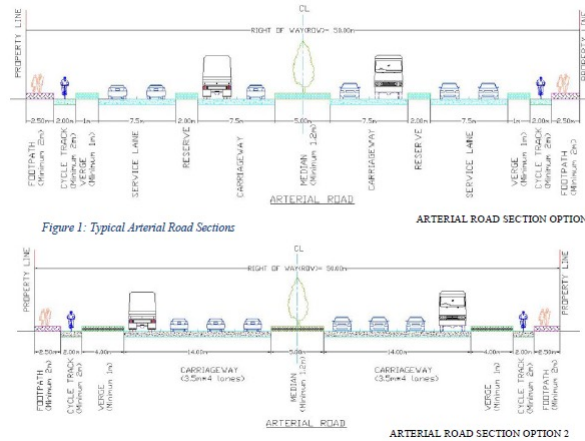 CL
RIGHT OF WAY(ROW)= 50.00m
PROPERTY LINE
PROPERTY LINE
2.50m
2.00m
1m
7.5m
2.00m
7.5m
5.00m
7.5m
2.00m
7.5m
1m
2.00m
2.50m
FOOTPATH (Minimum 2m)
CYCLE TRACK (Minimum 2m)
VERGE (Minimum 1m)
SERVICE LANE
RESERVE
CARRIAGEWAY
MEDIAN (Minimum 1.2m)
CARRIAGEWAY
RESERVE
SERVICE LANE
VERGE (Minimum 1m)
CYCLE TRACK (Minimum 2m)
FOOTPATH (Minimum 2m)
ARTERIAL ROAD
ARTERIAL ROAD SECTION OPTION
Figure 1: Typical Arterial Road Sections
CL
RIGHT OF WAY(ROW)= 50.00m
PROPERTY LINE
PROPERTY LINE
2.50m
2.00m
4.00m
14.00m
5.00m
14.00m
4.00m
2.00m
2.50m
FOOTPATH (Minimum 2m)
CYCLE TRACK (Minimum 2m)
VERGE (Minimum 1m)
CARRIAGEWAY
(3.5m*4 lanes)
MEDIAN (Minimum 1.2m)
CARRIAGEWAY
(3.5m*4 lanes)
VERGE (Minimum 1m)
CYCLE TRACK (Minimum 2m)
FOOTPATH (Minimum 2m)
ARTERIAL ROAD
ARTERIAL ROAD SECTION OPTION 2